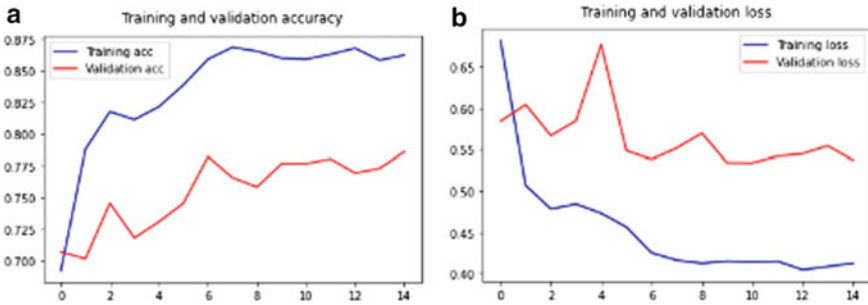 a
Training and validation accuracy
0.875
0.850
0.825
0.800
0.775
0.750
0.725
0.700
Training acc
Validation acc
0 2 4 6 8 10 12 14
b
Training and validation loss
0.65
0.60
0.55
0.50
0.45
0.40
Training loss
Validation loss
0 2 4 6 8 10 12 14